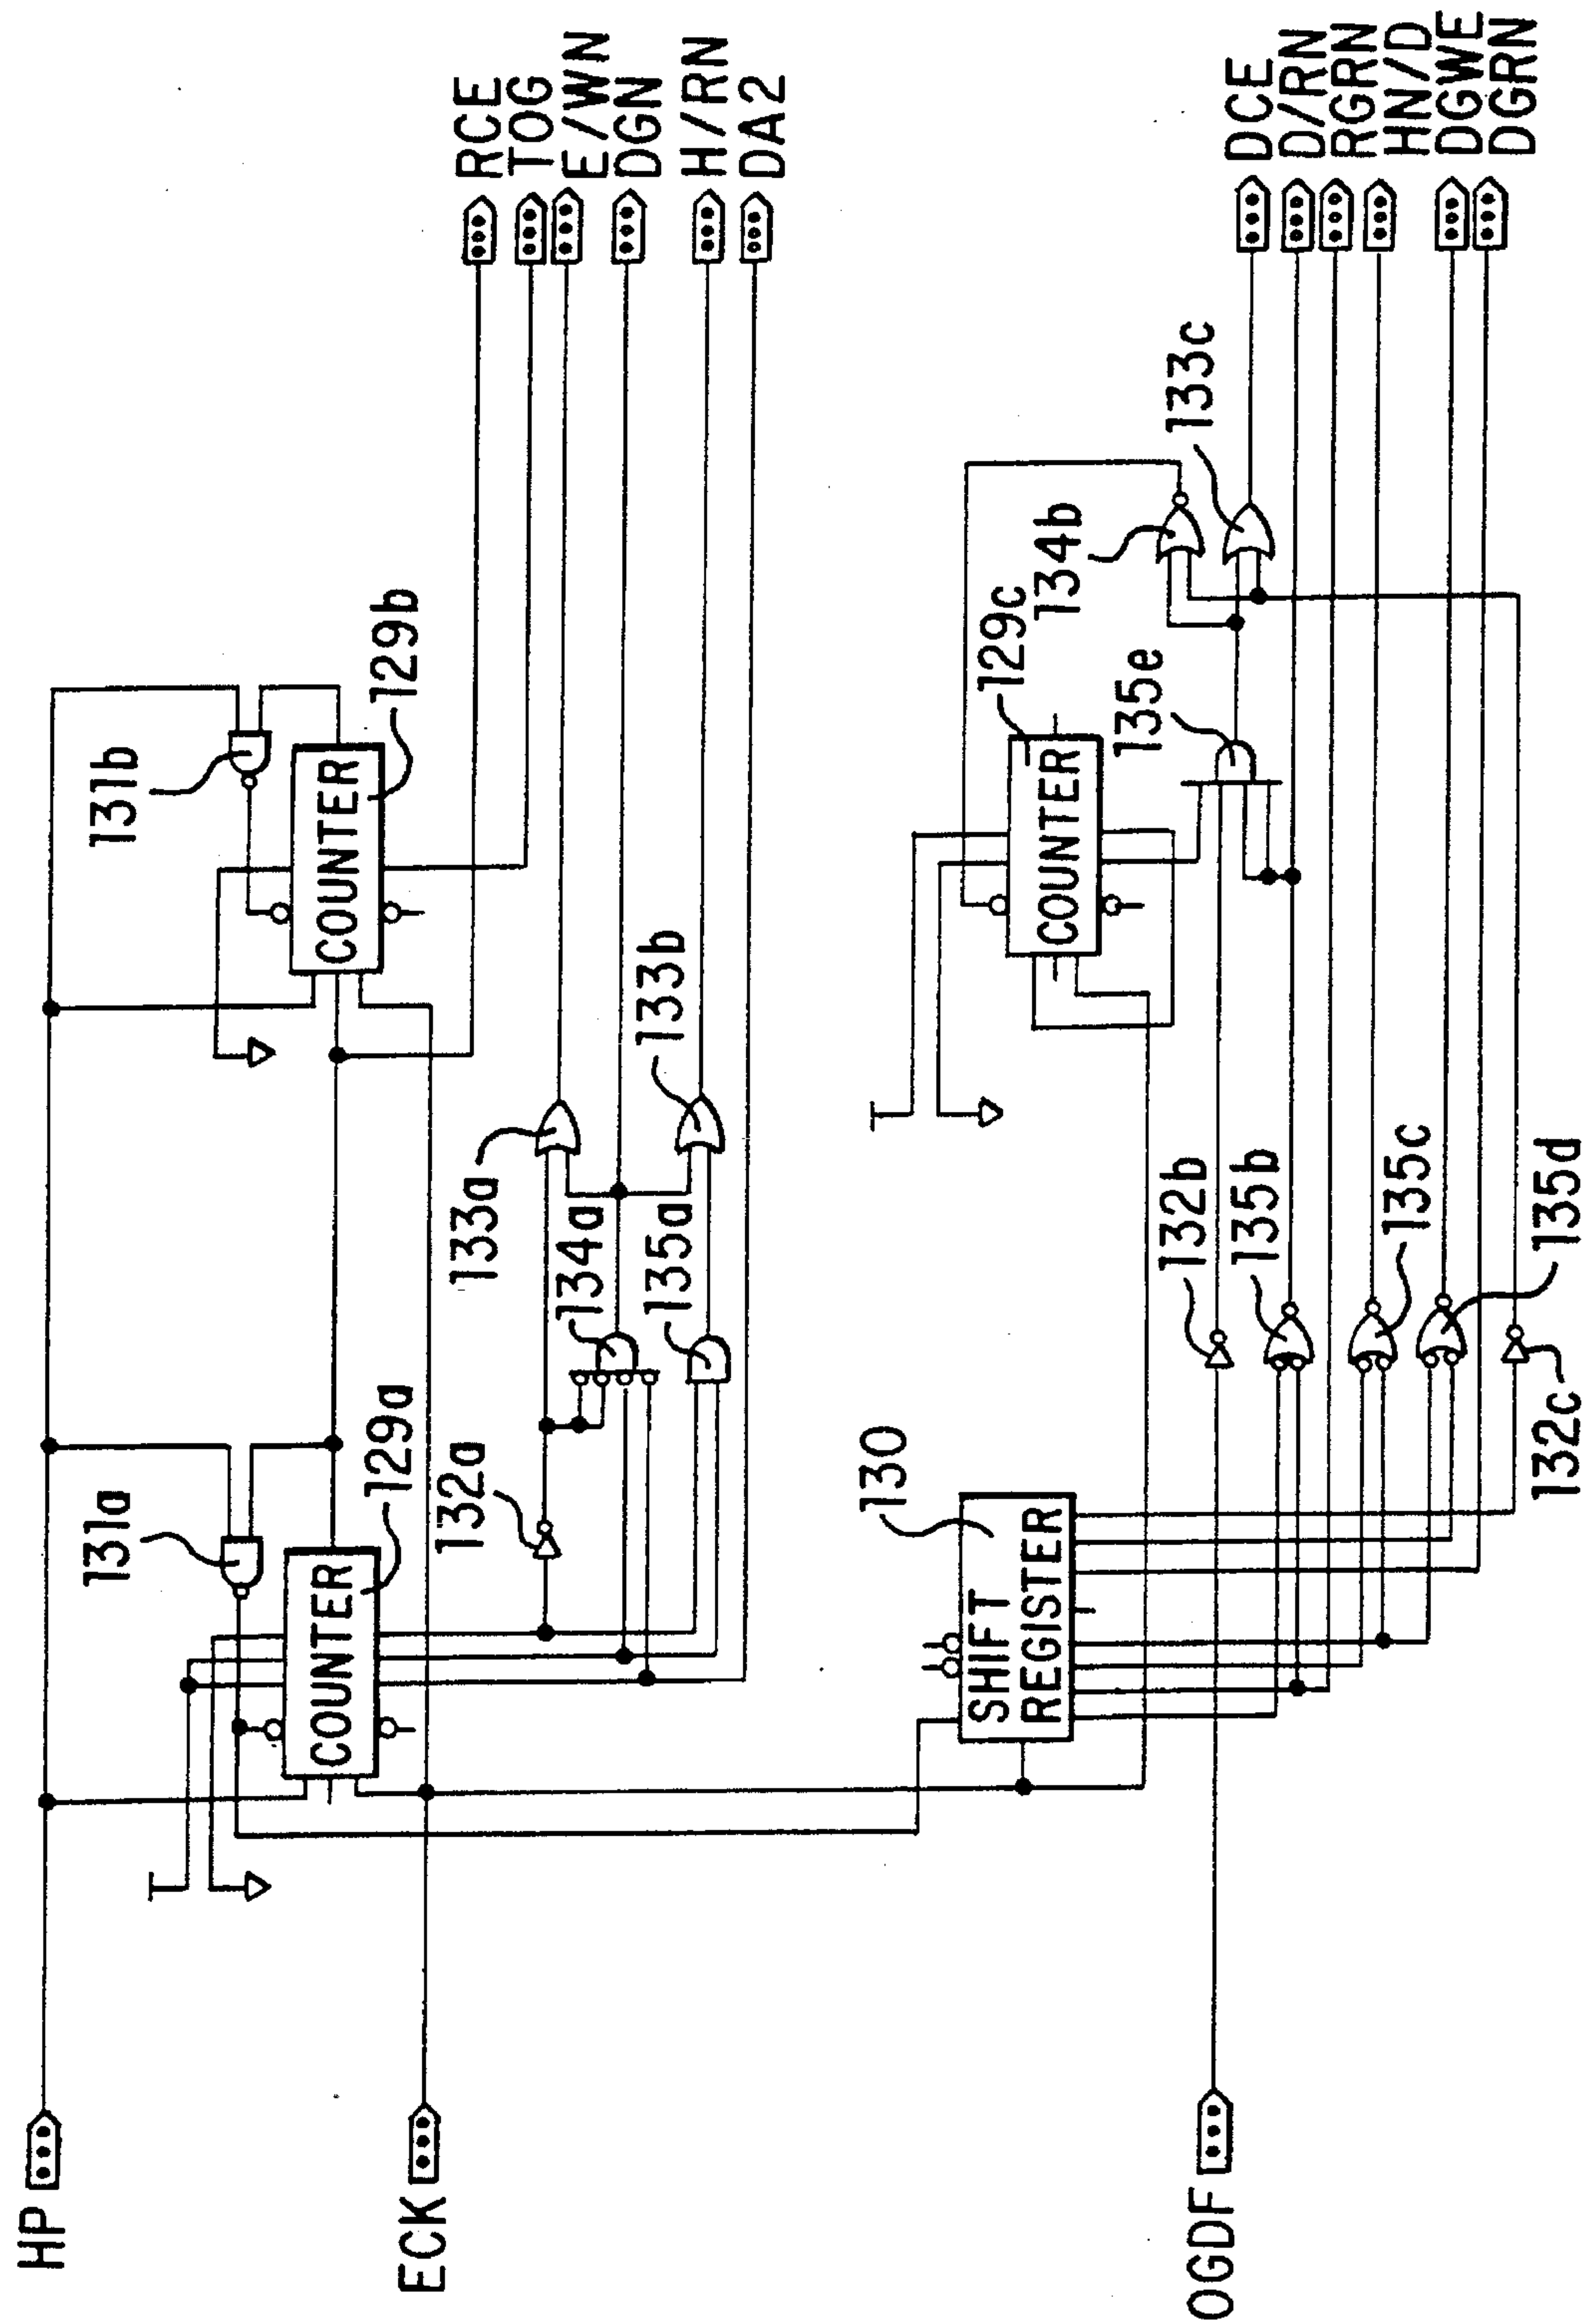 HP
ECK
OGDF
131a
COUNTER
129a
132a
133a
134a
135a
133b
131b
COUNTER
129b
RCE
TOG
E/WN
DGN
H/RN
DA2
130
SHIFT
REGISTER
132b
135b
135c
135d
132c
129c
COUNTER
135e
134b
133c
DCE
D/RN
RGRN
HN/D
DGWE
DGRN